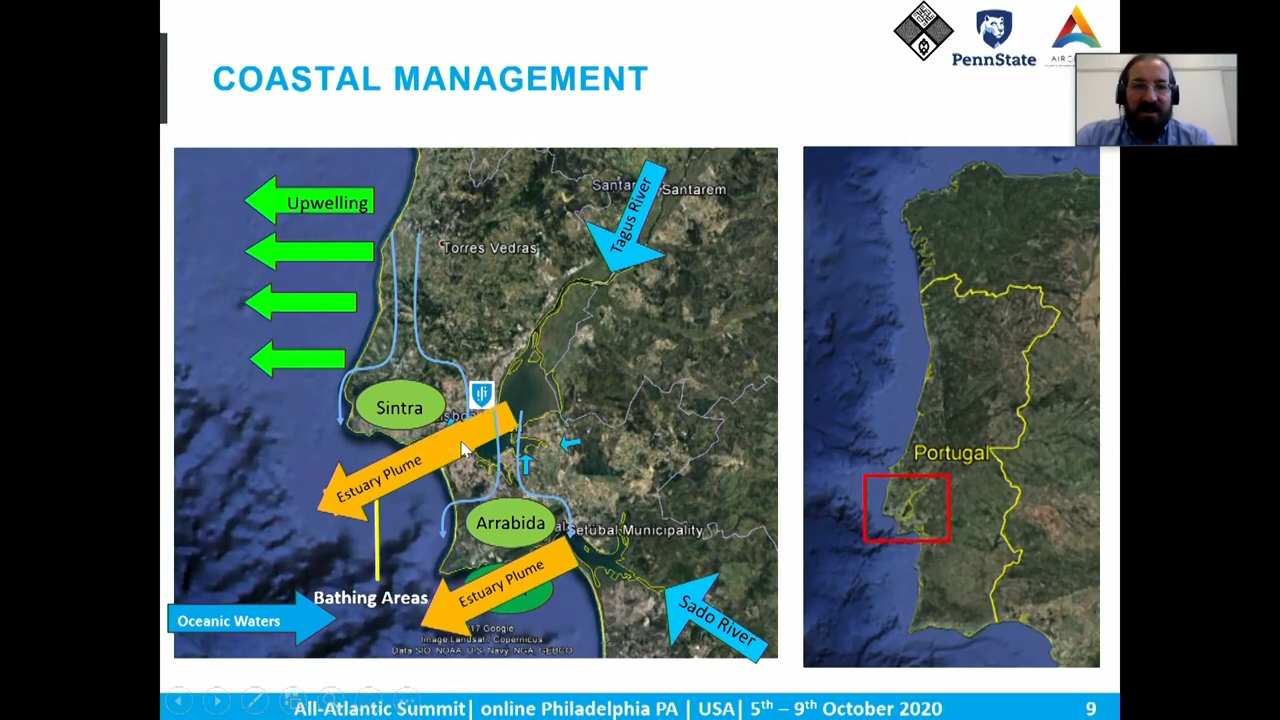 COASTAL MANAGEMENT
PennState
Upwelling
Tagus River
Santarem
Torres Vedras
Sintra
Estuary Plume
Arrabida
Setúbal Municipality
Estuary Plume
Bathing Areas
Oceanic Waters
Sado River
17 Google
Image Landsat / Copernicus
Data SIO, NOAA, U.S. Navy, NGA, GEBCO
Portugal
All-Atlantic Summit| online Philadelphia PA | USA| 5th – 9th October 2020
9